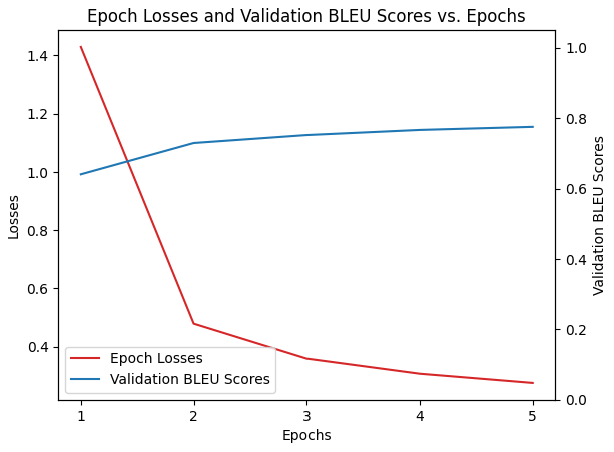 Epoch Losses and Validation BLEU Scores vs. Epochs
1.4
1.2
1.0
0.8
0.6
0.4
Losses
1.0
0.8
0.6
0.4
0.2
0.0
Validation BLEU Scores
Epoch Losses
Validation BLEU Scores
1 2 3 4 5
Epochs